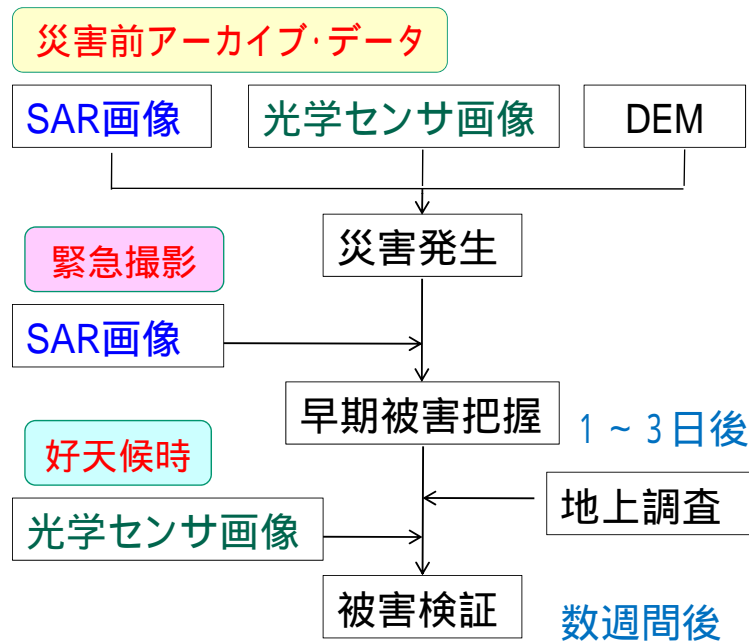 災害前アーカイブ・データ
SAR画像
光学センサ画像
DEM
災害発生
緊急撮影
SAR画像
早期被害把握
1~3日後
好天候時
地上調査
光学センサ画像
被害検証
数週間後